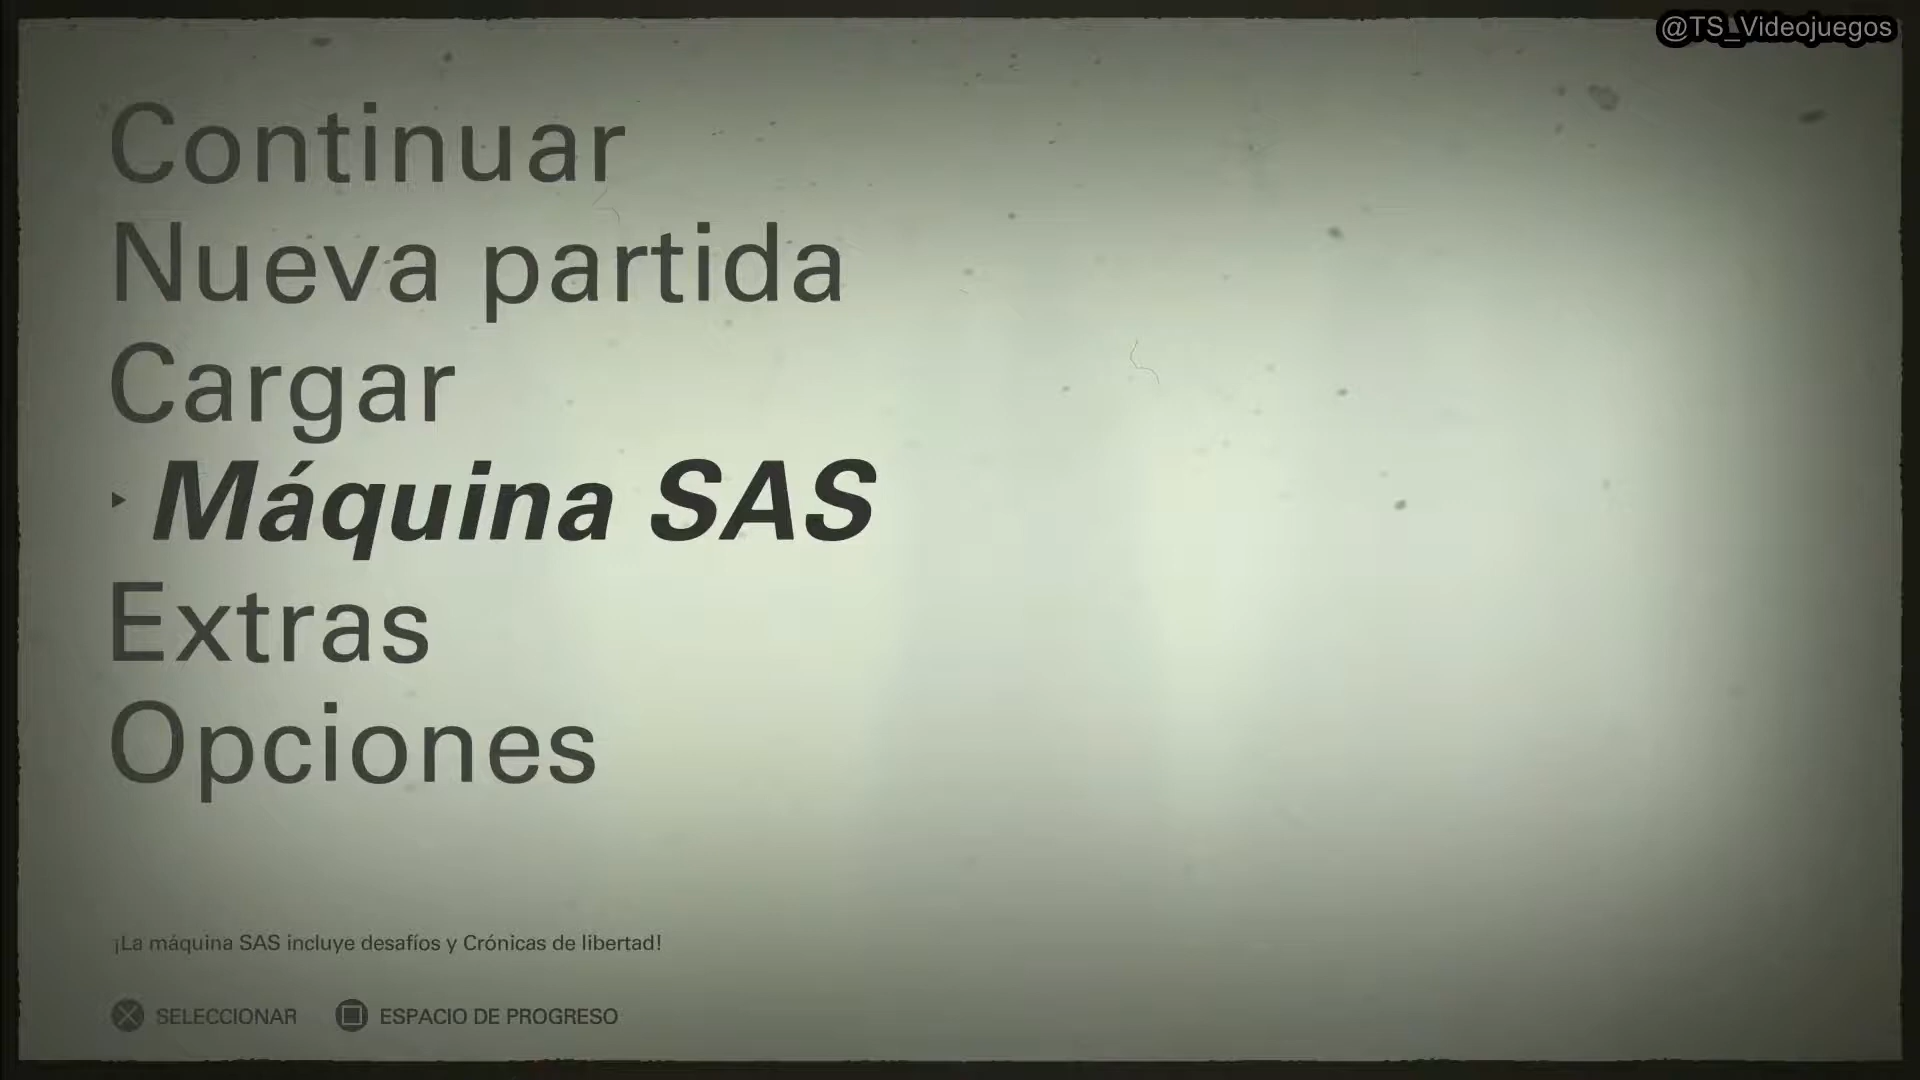 @TS_Videojuegos
Continuar
Nueva partida
Cargar
Máquina SAS
Extras
Opciones
¡La máquina SAS incluye desafíos y Crónicas de libertad!
SELECCIONAR ESPACIO DE PROGRESO